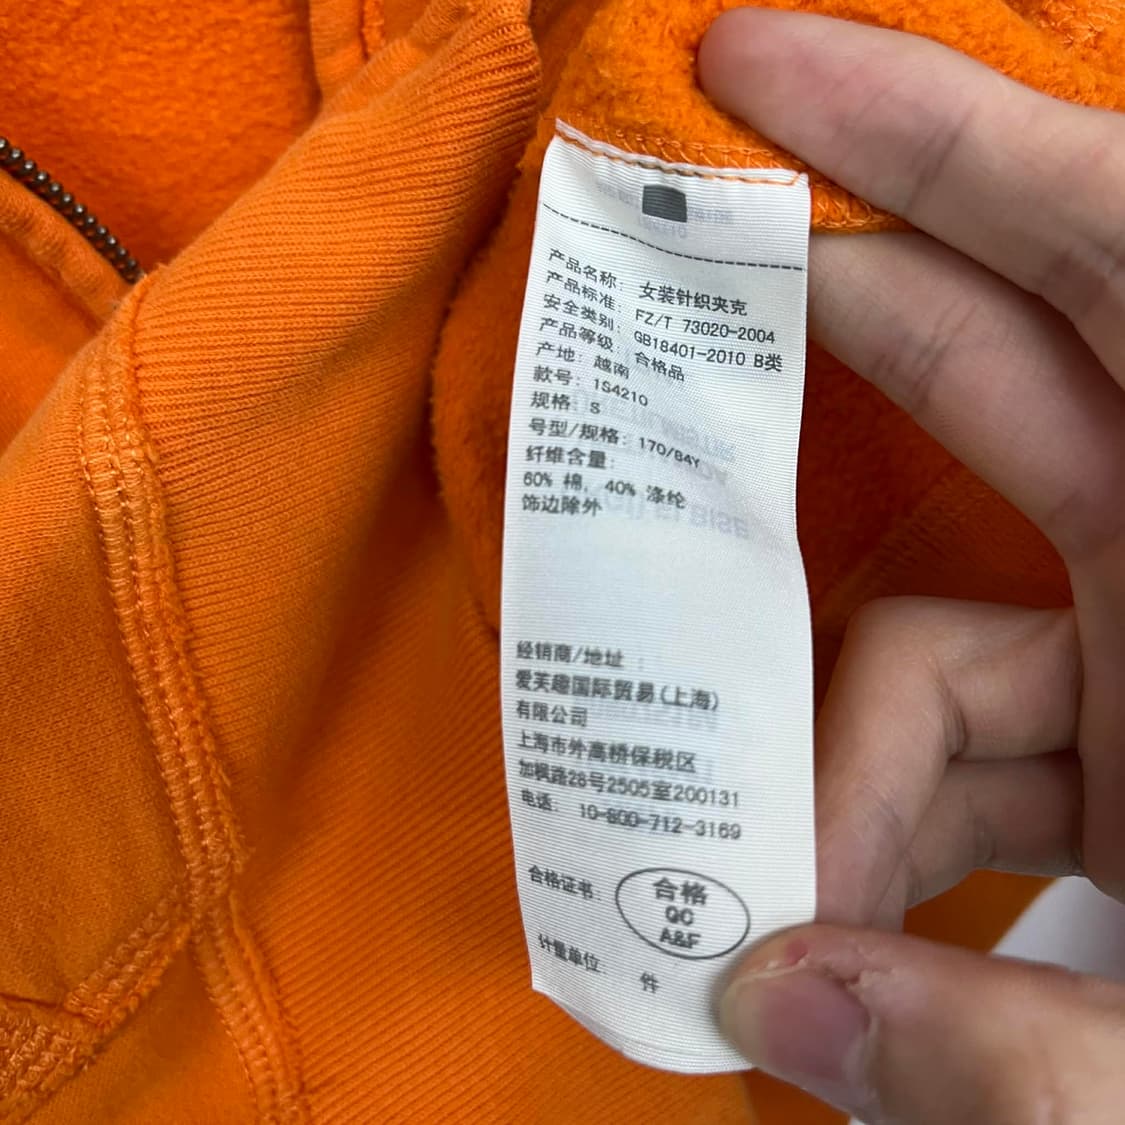 产品名称: 女装针织夹克
产品标准: FZ/T 73020-2004
安全类别: GB18401-2010 B类
产品等级: 合格品
产地: 越南
款号: 1S4210
规格: S
号型/规格: 170/84Y
纤维含量:
60% 棉, 40% 涤纶
饰边除外
经销商/地址 :
爱芙趣国际贸易(上海)
有限公司
上海市外高桥保税区
加枫路28号2505室200131
电话: 10-800-712-3169
合格证书:
合格
QC
A&F
计量单位: 件